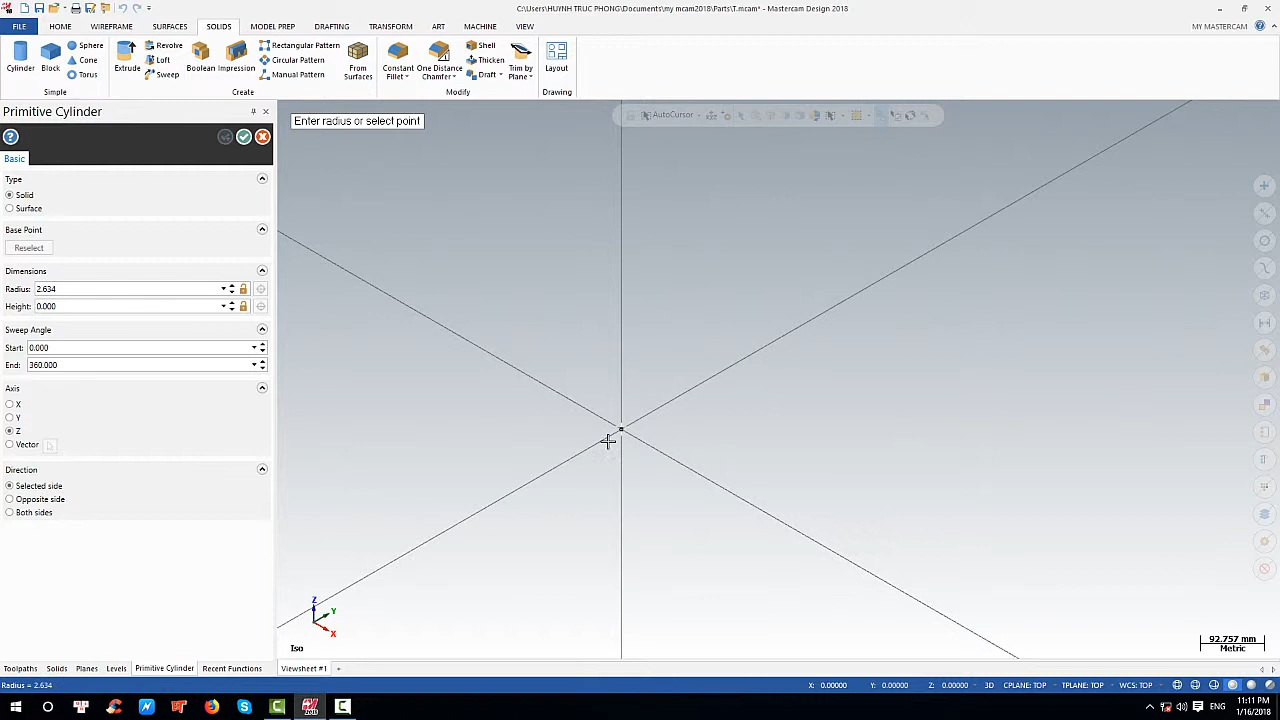 C:\Users\HUYNH TRUC PHONG\Documents\my mcam2018\Parts\T.mcam* - Mastercam Design 2018
FILE HOME WIREFRAME SURFACES SOLIDS MODEL PREP DRAFTING TRANSFORM ART MACHINE VIEW MY MASTERCAM
Cylinder Block Sphere Cone Torus
Simple
Extrude Revolve Loft Sweep Boolean Impression Rectangular Pattern Circular Pattern Manual Pattern From Surfaces
Create
Constant Fillet One Distance Chamfer Shell Thicken Draft Trim by Plane
Modify
Layout
Drawing
Primitive Cylinder
Basic
Type
Solid
Surface
Base Point
Reselect
Dimensions
Radius: 2.634
Height: 0.000
Sweep Angle
Start: 0.000
End: 360.000
Axis
X
Y
Z
Vector
Direction
Selected side
Opposite side
Both sides
Enter radius or select point
AutoCursor
Z
Y
X
Iso
92.757 mm
Metric
Toolpaths Solids Planes Levels Primitive Cylinder Recent Functions Viewsheet #1 +
Radius = 2.634 X: 0.00000 Y: 0.00000 Z: 0.00000 3D CPLANE: TOP TPLANE: TOP WCS: TOP
ENG 11:11 PM
1/16/2018